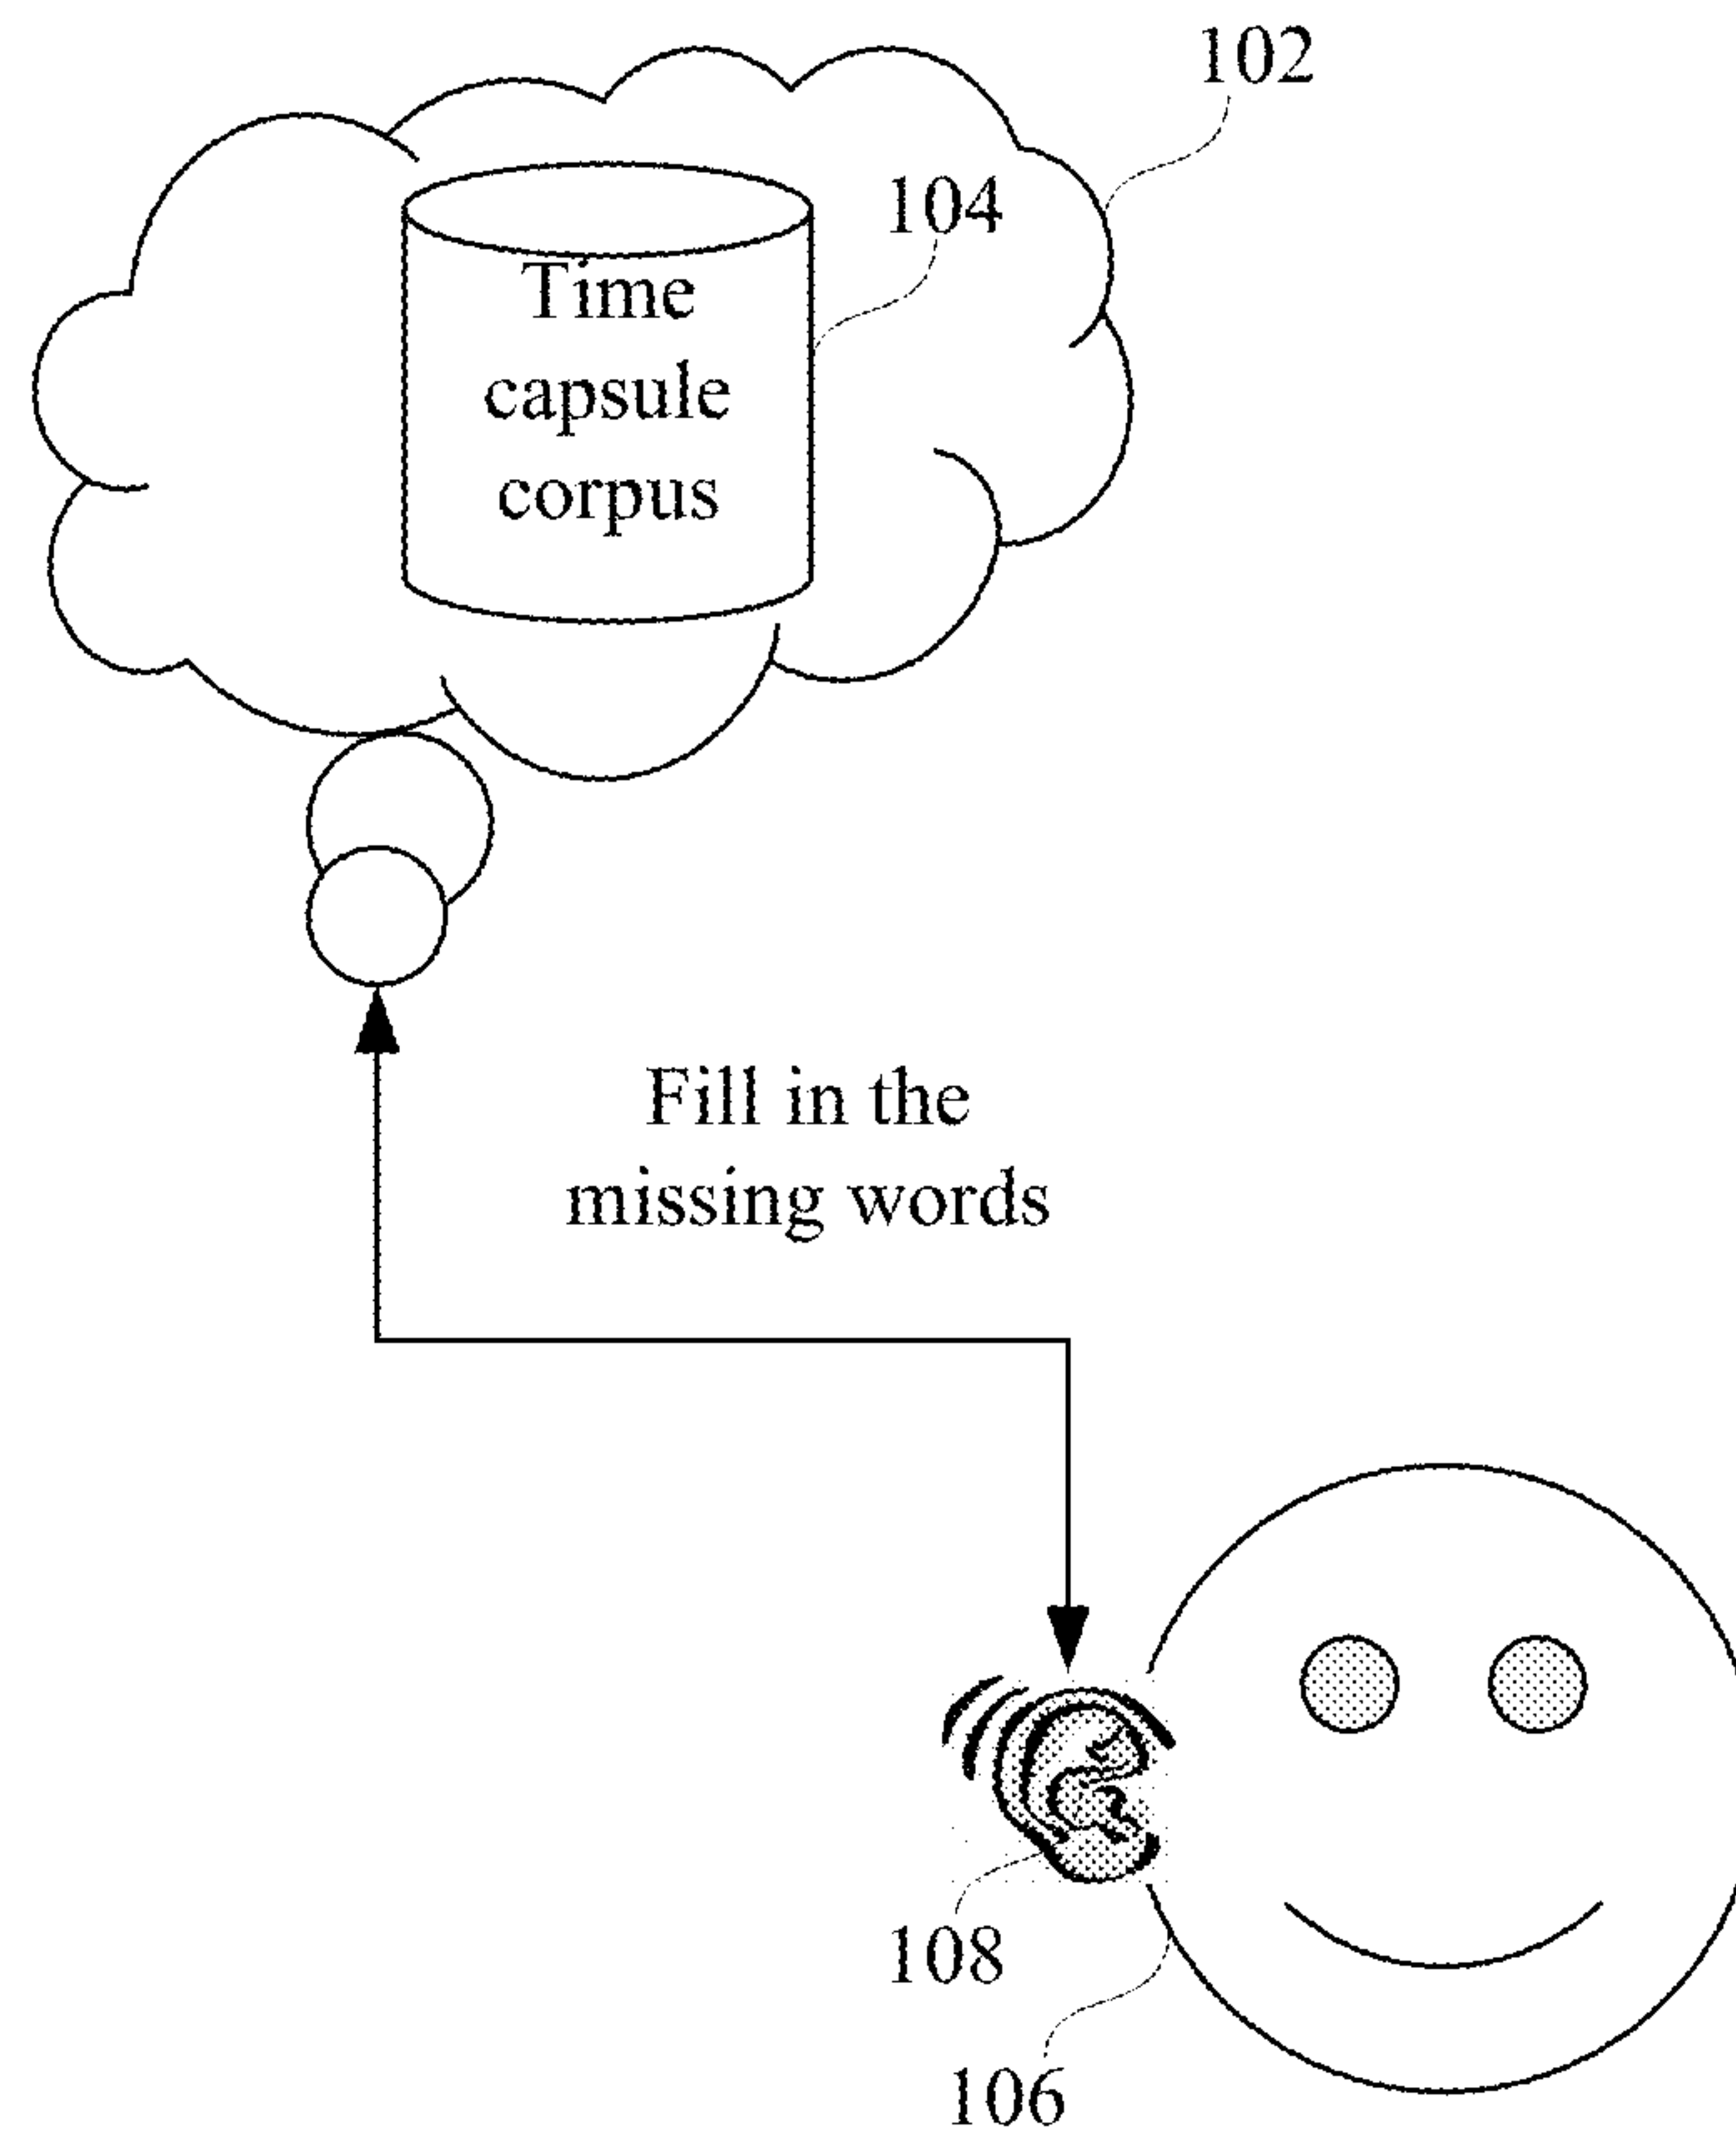 102
104
Time
capsule
corpus
Fill in the
missing words
108
106